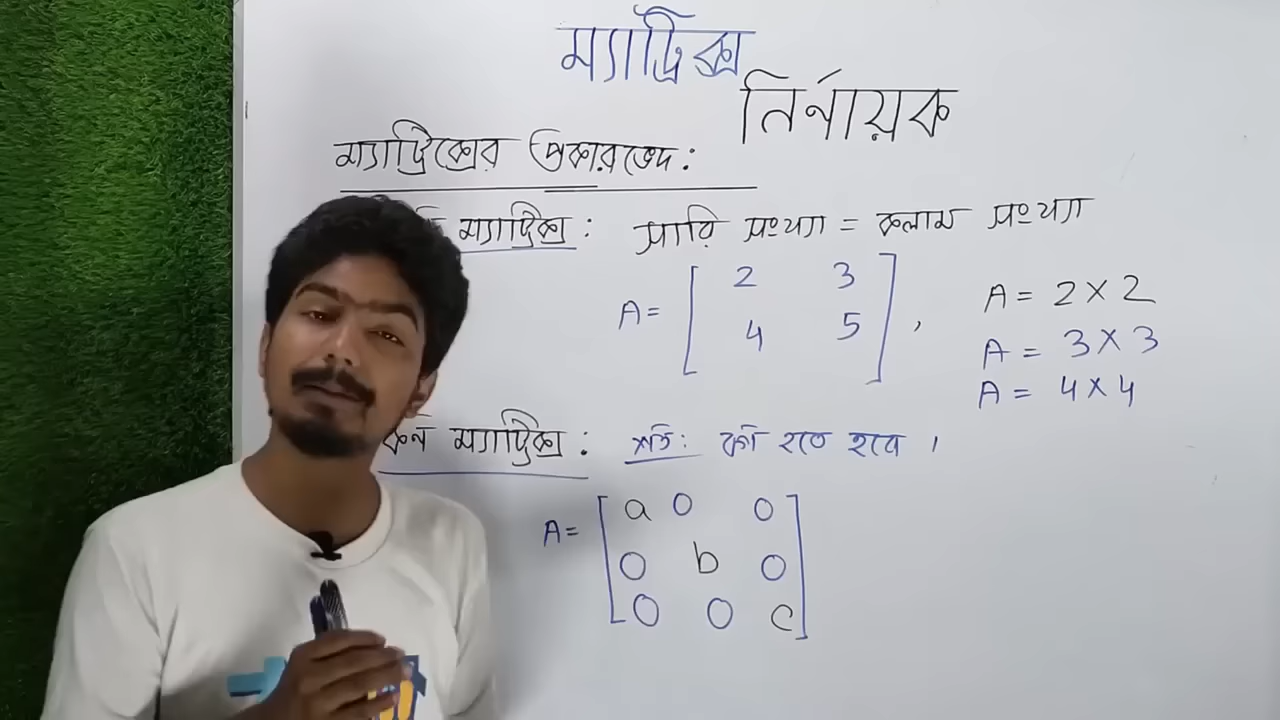 ম্যাট্রিক্স
নির্নায়ক
ম্যাট্রিক্সের প্রকারভেদ:
ম্যাট্রিক্স: সারি সংখ্যা = কলাম সংখ্যা
A = [ 2 3
4 5 ] ,
A = 2 × 2
A = 3 × 3
A = 4 × 4
কর্ন ম্যাট্রিক্স: শর্ত: বর্গ হতে হবে ।
A = [ a 0 0
0 b 0
0 0 c ]